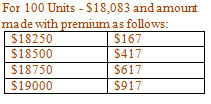 For 100 Units - $18,083 and amount
made with premium as follows:
$18250 $167
$18500 $417
$18750 $617
$19000 $917